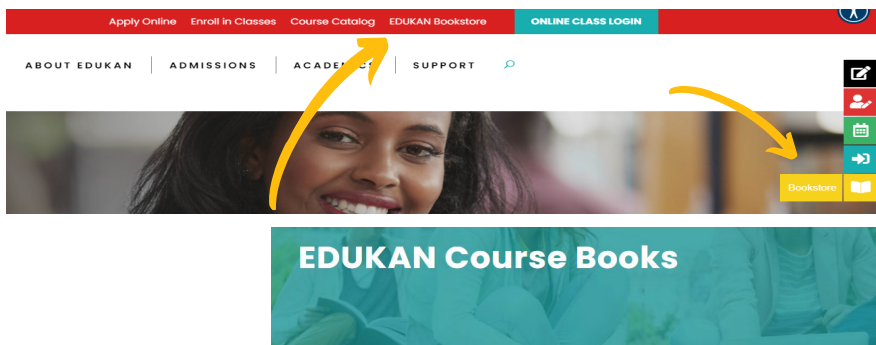 Apply Online Enroll in Classes Course Catalog EDUKAN Bookstore ONLINE CLASS LOGIN
ABOUT EDUKAN ADMISSIONS ACADEMICS SUPPORT
Bookstore
EDUKAN Course Books